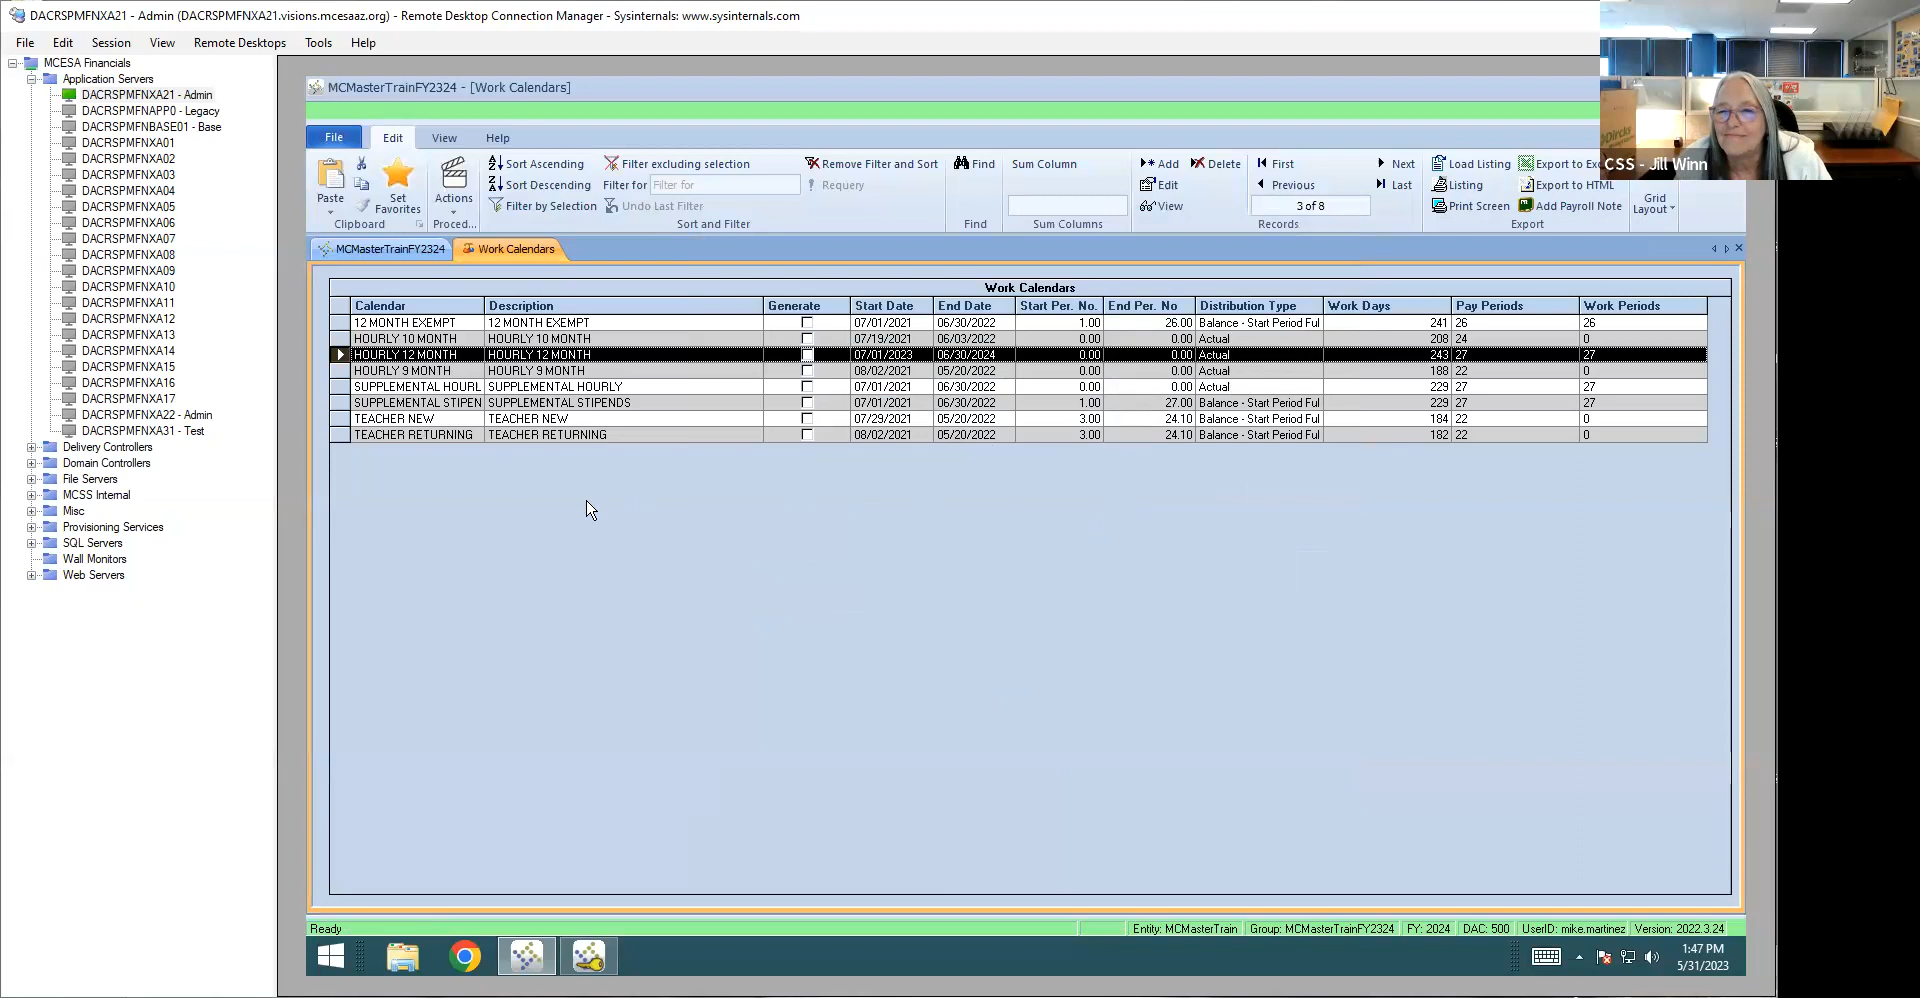 DACRSPMFNXA21 - Admin (DACRSPMFNXA21.visions.mcesaaz.org) - Remote Desktop Connection Manager - Sysinternals: www.sysinternals.com
File Edit Session View Remote Desktops Tools Help
MCESA Financials
Application Servers
DACRSPMFNXA21 - Admin
DACRSPMFNAPP0 - Legacy
DACRSPMFNBASE01 - Base
DACRSPMFNXA01
DACRSPMFNXA02
DACRSPMFNXA03
DACRSPMFNXA04
DACRSPMFNXA05
DACRSPMFNXA06
DACRSPMFNXA07
DACRSPMFNXA08
DACRSPMFNXA09
DACRSPMFNXA10
DACRSPMFNXA11
DACRSPMFNXA12
DACRSPMFNXA13
DACRSPMFNXA14
DACRSPMFNXA15
DACRSPMFNXA16
DACRSPMFNXA17
DACRSPMFNXA22 - Admin
DACRSPMFNXA31 - Test
Delivery Controllers
Domain Controllers
File Servers
MCSS Internal
Misc
Provisioning Services
SQL Servers
Wall Monitors
Web Servers
MCMasterTrainFY2324 - [Work Calendars]
File Edit View Help
Paste
Clipboard
Set Favorites
Actions
Proced...
Sort Ascending Filter excluding selection Remove Filter and Sort
Sort Descending Filter for Filter for Requery
Filter by Selection Undo Last Filter
Sort and Filter
Find
Find
Sum Column
Sum Columns
Add Delete First Next
Edit Previous Last
View 3 of 8
Records
Load Listing Export to Exc
Listing Export to HTML
Print Screen Add Payroll Note
Export
Grid Layout
CSS - Jill Winn
MCMasterTrainFY2324 Work Calendars
Work Calendars
Calendar Description Generate Start Date End Date Start Per. No. End Per. No Distribution Type Work Days Pay Periods Work Periods
12 MONTH EXEMPT 12 MONTH EXEMPT 07/01/2021 06/30/2022 1.00 26.00 Balance - Start Period Ful 241 26 26
HOURLY 10 MONTH HOURLY 10 MONTH 07/19/2021 06/03/2022 0.00 0.00 Actual 208 24 0
HOURLY 12 MONTH HOURLY 12 MONTH 07/01/2023 06/30/2024 0.00 0.00 Actual 243 27 27
HOURLY 9 MONTH HOURLY 9 MONTH 08/02/2021 05/20/2022 0.00 0.00 Actual 188 22 0
SUPPLEMENTAL HOURL SUPPLEMENTAL HOURLY 07/01/2021 06/30/2022 0.00 0.00 Actual 229 27 27
SUPPLEMENTAL STIPEN SUPPLEMENTAL STIPENDS 07/01/2021 06/30/2022 1.00 27.00 Balance - Start Period Ful 229 27 27
TEACHER NEW TEACHER NEW 07/29/2021 05/20/2022 3.00 24.10 Balance - Start Period Ful 184 22 0
TEACHER RETURNING TEACHER RETURNING 08/02/2021 05/20/2022 3.00 24.10 Balance - Start Period Ful 182 22 0
Ready Entity: MCMasterTrain Group: MCMasterTrainFY2324 FY: 2024 DAC: 500 UserID: mike.martinez Version: 2022.3.24
1:47 PM
5/31/2023